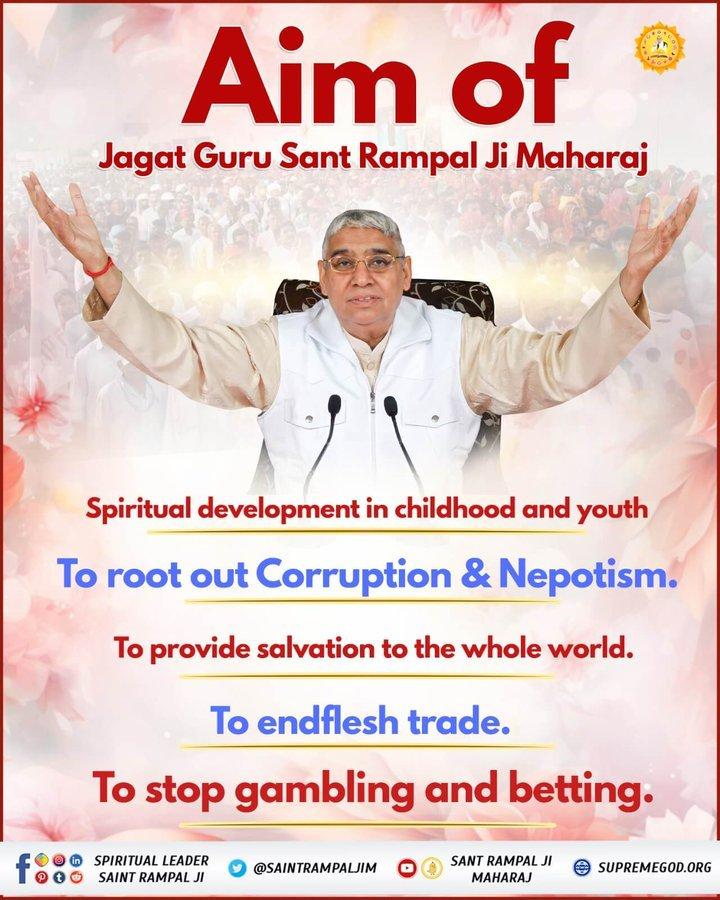 Aim of
Jagat Guru Sant Rampal Ji Maharaj
Spiritual development in childhood and youth
To root out Corruption & Nepotism.
To provide salvation to the whole world.
To endflesh trade.
To stop gambling and betting.
SPIRITUAL LEADER
SAINT RAMPAL JI
@SAINTRAMPALJIM
SANT RAMPAL JI
MAHARAJ
SUPREMEGOD.ORG